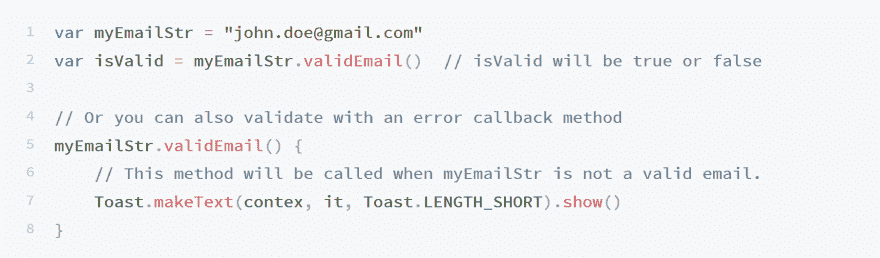 1 var myEmailStr = "john.doe@gmail.com"
2 var isValid = myEmailStr.validEmail()  // isValid will be true or false
3
4 // Or you can also validate with an error callback method
5 myEmailStr.validEmail() {
6     // This method will be called when myEmailStr is not a valid email.
7     Toast.makeText(contex, it, Toast.LENGTH_SHORT).show()
8 }